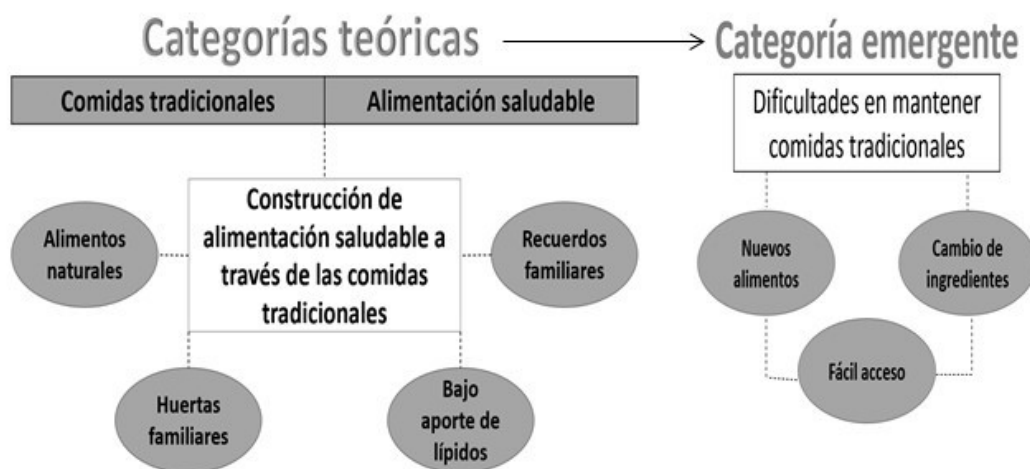 Categorías teóricas
Categoría emergente
Comidas tradicionales
Alimentación saludable
Dificultades en mantener
comidas tradicionales
Construcción de
alimentación saludable a
través de las comidas
tradicionales
Alimentos
naturales
Recuerdos
familiares
Huertas
familiares
Bajo
aporte de
lípidos
Nuevos
alimentos
Cambio de
ingredientes
Fácil acceso